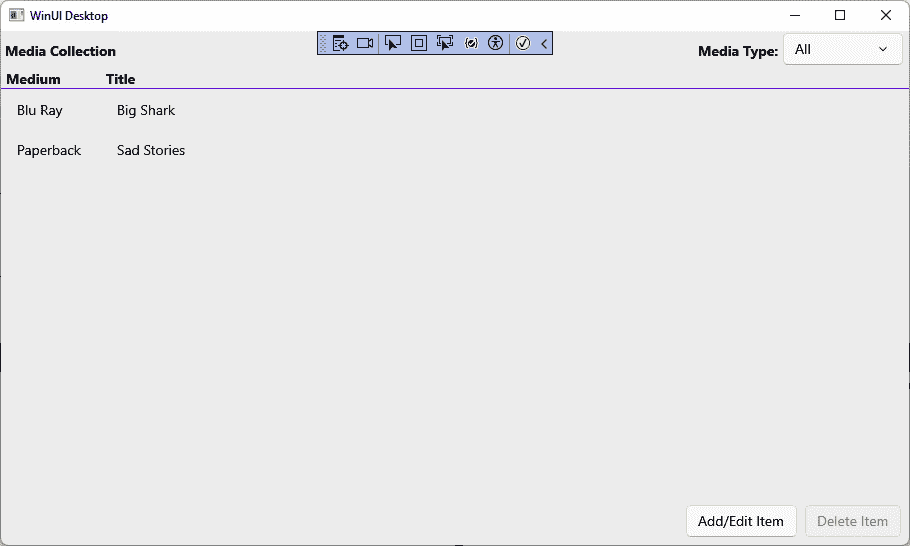 WinUI Desktop
Media Collection
Media Type: All
Medium Title
Blu Ray Big Shark
Paperback Sad Stories
Add/Edit Item Delete Item